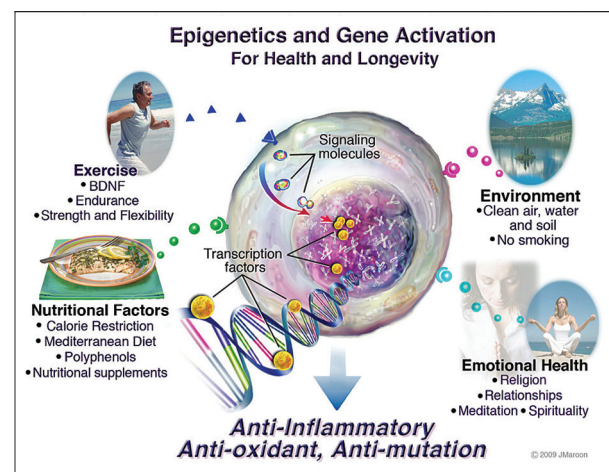 Epigenetics and Gene Activation
For Health and Longevity
Signaling
molecules
Exercise
• BDNF
• Endurance
• Strength and Flexibility
Environment
• Clean air, water
and soil
• No smoking
Transcription
factors
Nutritional Factors
• Calorie Restriction
• Mediterranean Diet
• Polyphenols
• Nutritional supplements
Emotional Health
• Religion
• Relationships
• Meditation • Spirituality
Anti-Inflammatory
Anti-oxidant, Anti-mutation
© 2009 JMaroon